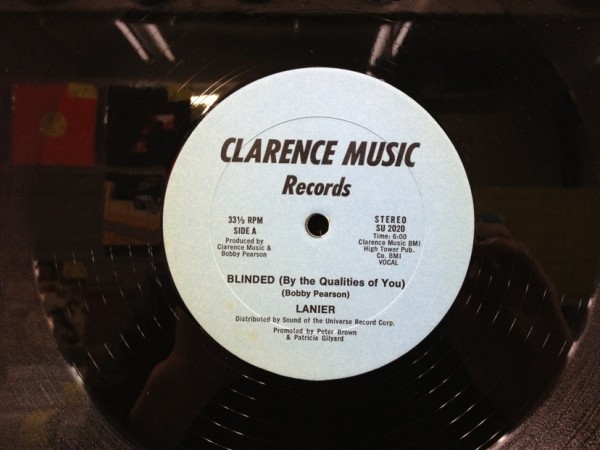 CLARENCE MUSIC
Records
33⅓ RPM
SIDE A
Produced by
Clarence Music &
Bobby Pearson
STEREO
SU 2020
Time: 6:00
Clarence Music BMI
High Tower Pub.
Co. BMI
VOCAL
BLINDED (By the Qualities of You)
(Bobby Pearson)
LANIER
Distributed by Sound of the Universe Record Corp.
Promoted by Peter Brown
& Patricia Gilyard